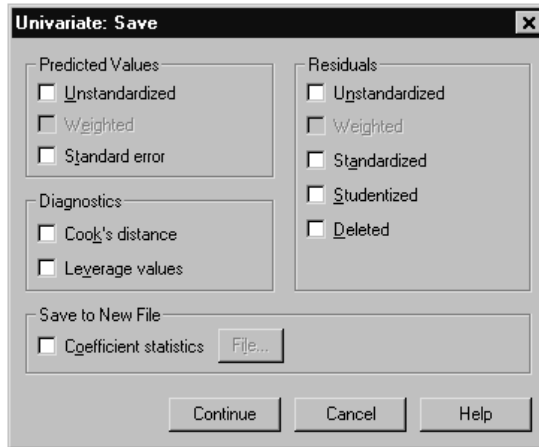 Univariate: Save
Predicted Values
Unstandardized
Weighted
Standard error
Diagnostics
Cook's distance
Leverage values
Residuals
Unstandardized
Weighted
Standardized
Studentized
Deleted
Save to New File
Coefficient statistics File...
Continue Cancel Help